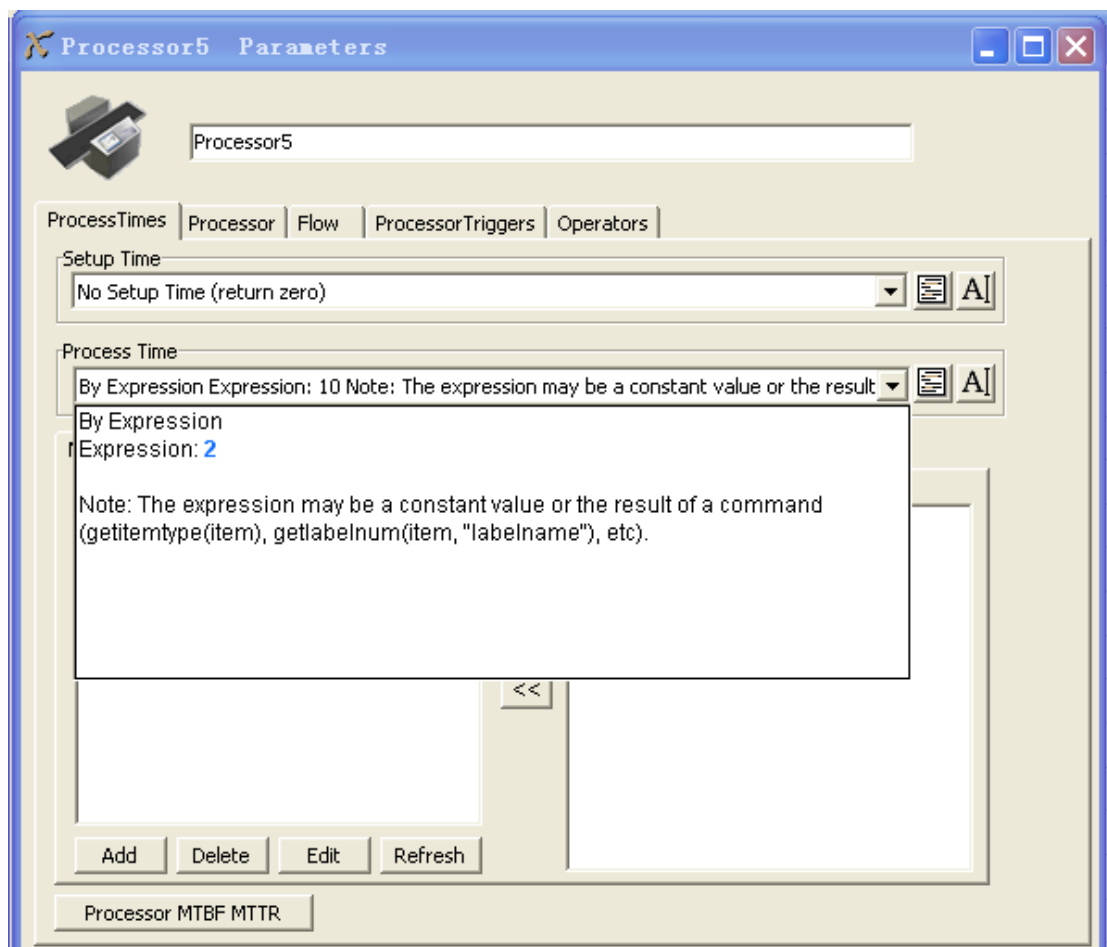 Processor5 Parameters
Processor5
ProcessTimes Processor Flow ProcessorTriggers Operators
Setup Time
No Setup Time (return zero)
A
Process Time
By Expression Expression: 10 Note: The expression may be a constant value or the result
A
By Expression
Expression: 2
Note: The expression may be a constant value or the result of a command
(getitemtype(item), getlabelnum(item, "labelname"), etc).
<<
Add Delete Edit Refresh
Processor MTBF MTTR